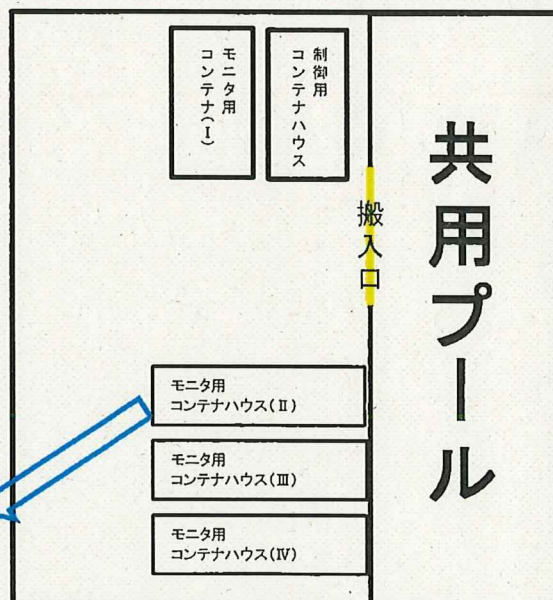 モニタ用
コンテナ(Ⅰ)
制御用
コンテナハウス
搬入口
共用プール
モニタ用
コンテナハウス(Ⅱ)
モニタ用
コンテナハウス(Ⅲ)
モニタ用
コンテナハウス(Ⅳ)